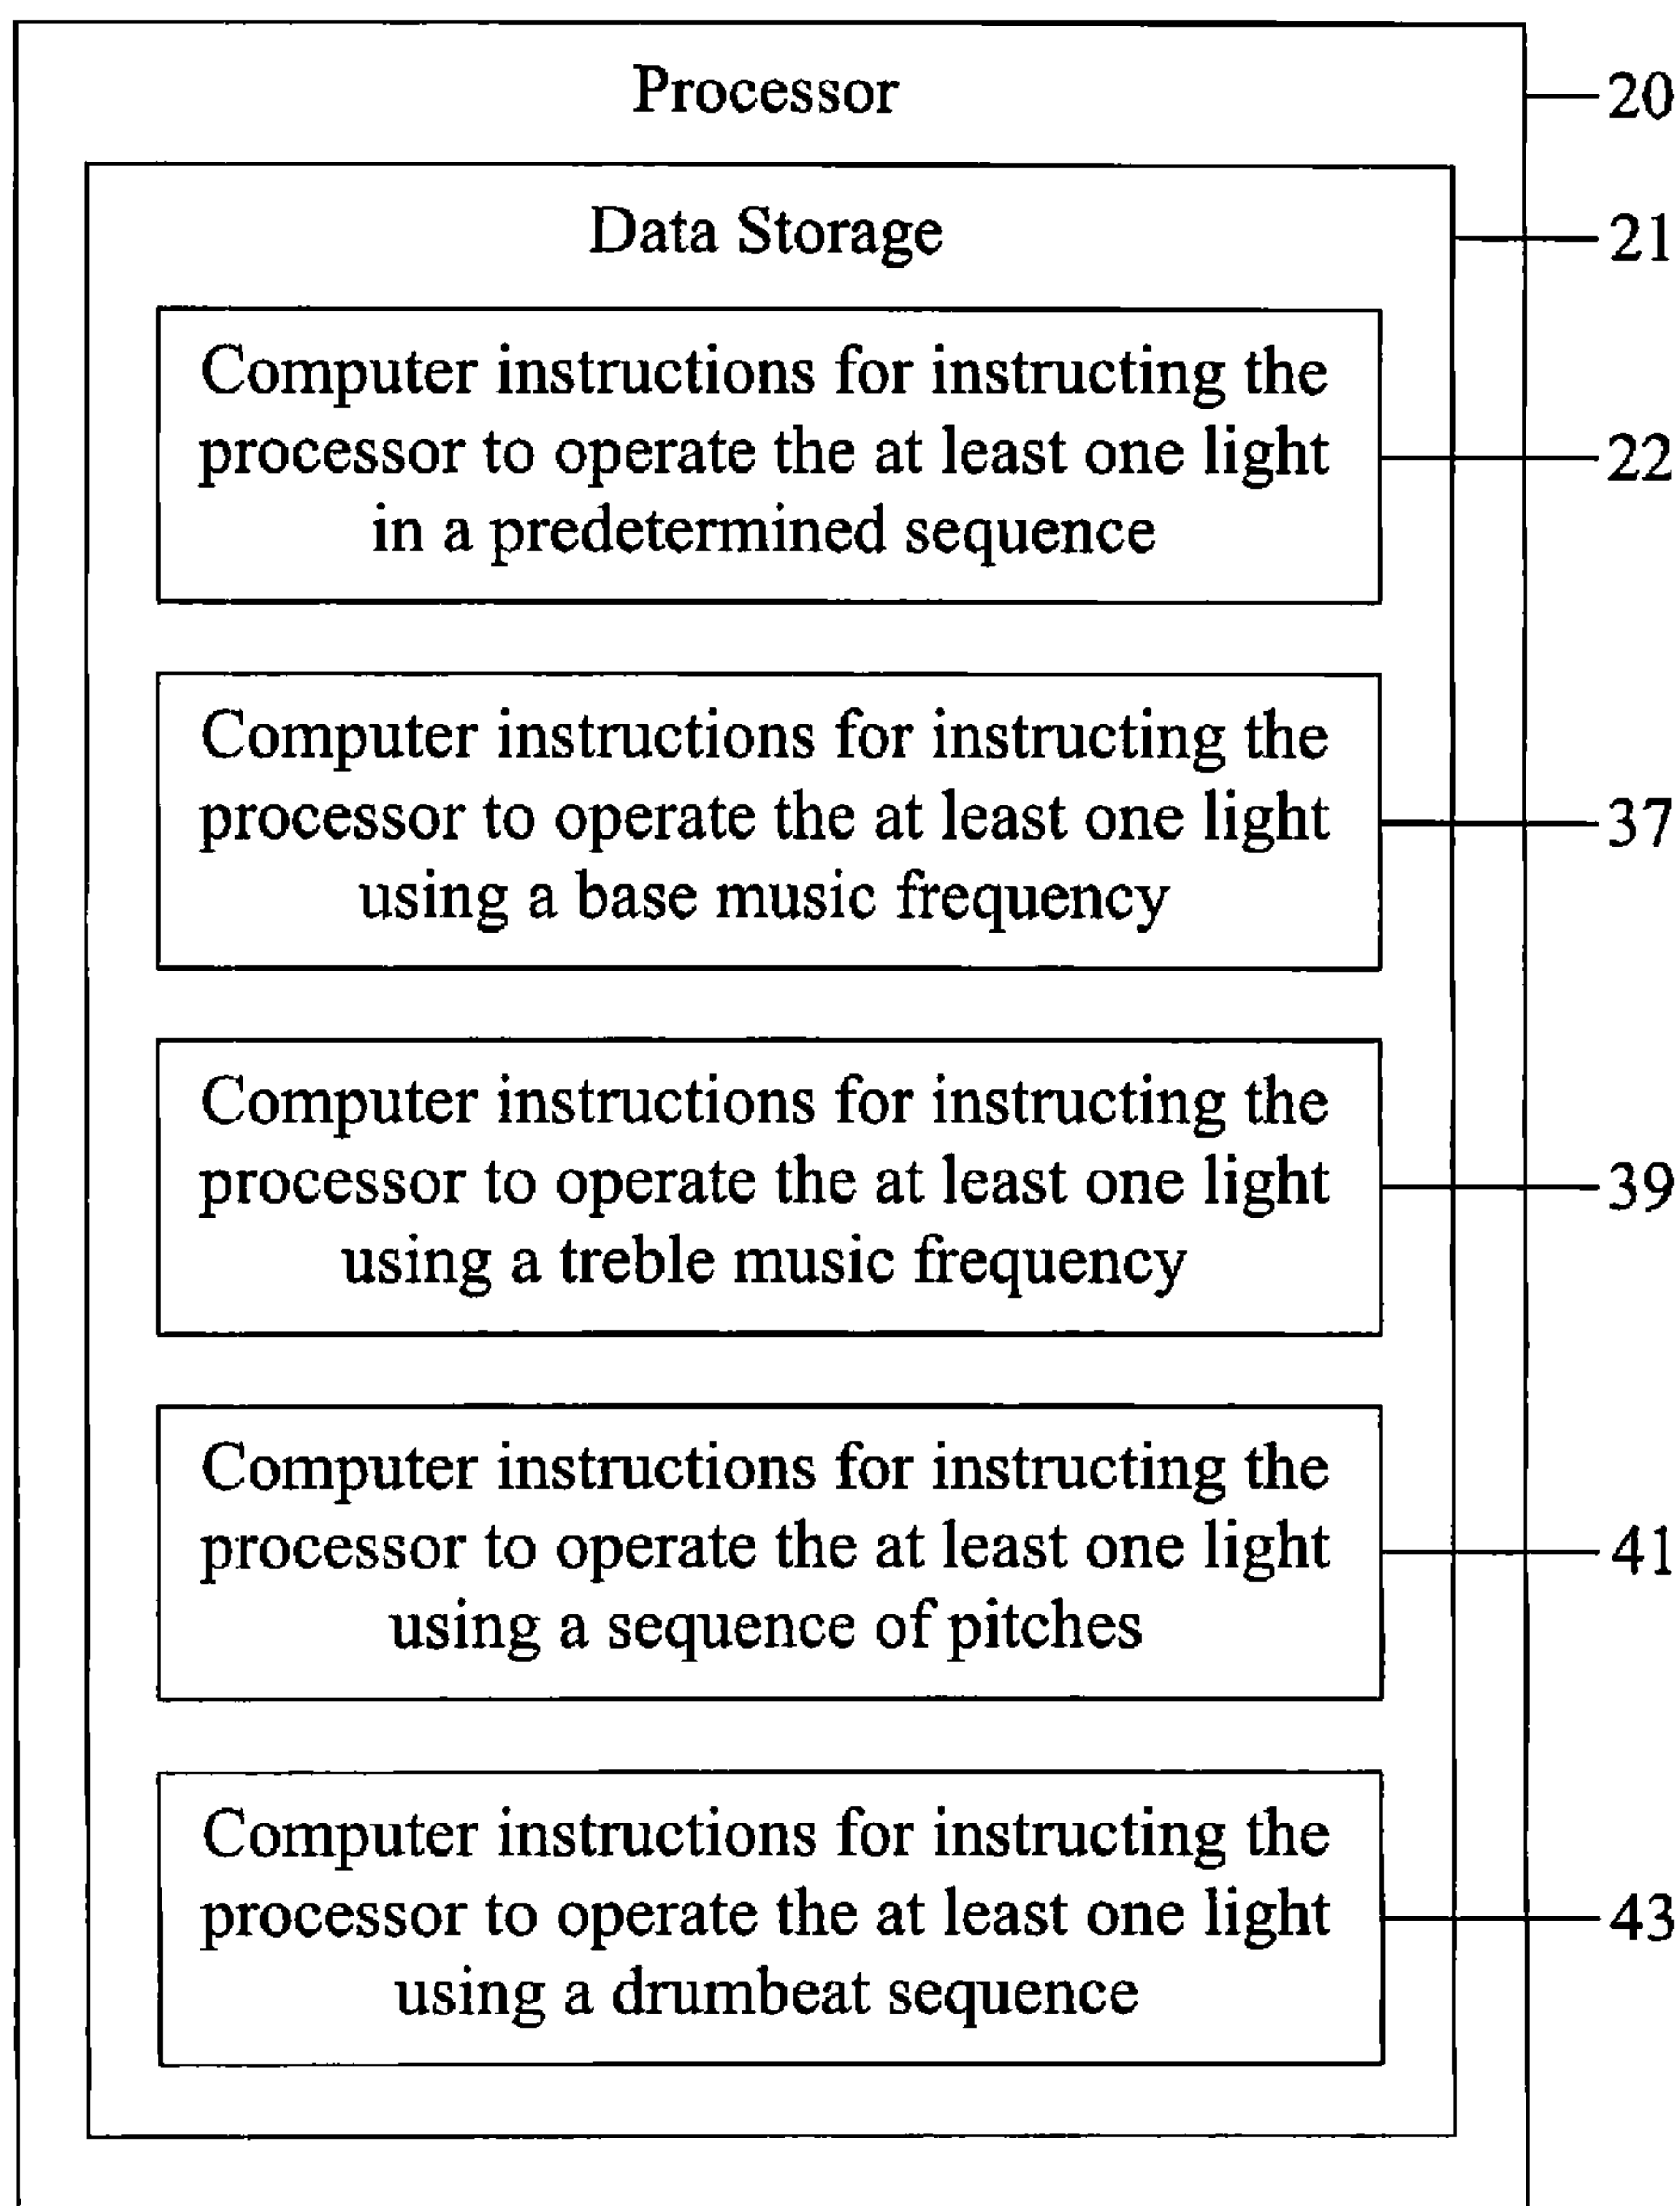 Processor
20
Data Storage
21
Computer instructions for instructing the
processor to operate the at least one light
in a predetermined sequence
22
Computer instructions for instructing the
processor to operate the at least one light
using a base music frequency
37
Computer instructions for instructing the
processor to operate the at least one light
using a treble music frequency
39
Computer instructions for instructing the
processor to operate the at least one light
using a sequence of pitches
41
Computer instructions for instructing the
processor to operate the at least one light
using a drumbeat sequence
43